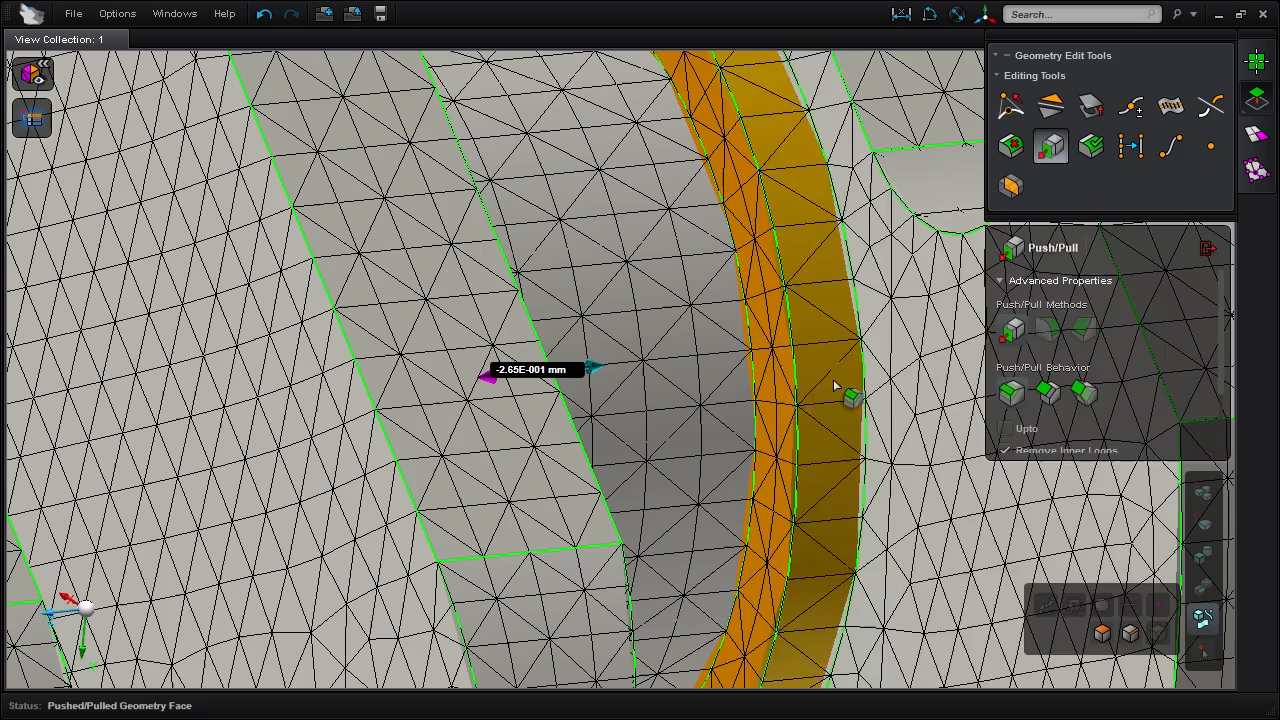 File Options Windows Help
Search...
View Collection: 1
Geometry Edit Tools
Editing Tools
Push/Pull
Advanced Properties
Push/Pull Methods
-2.65E-001 mm
Push/Pull Behavior
Upto
Remove Inner Loops
Status: Pushed/Pulled Geometry Face